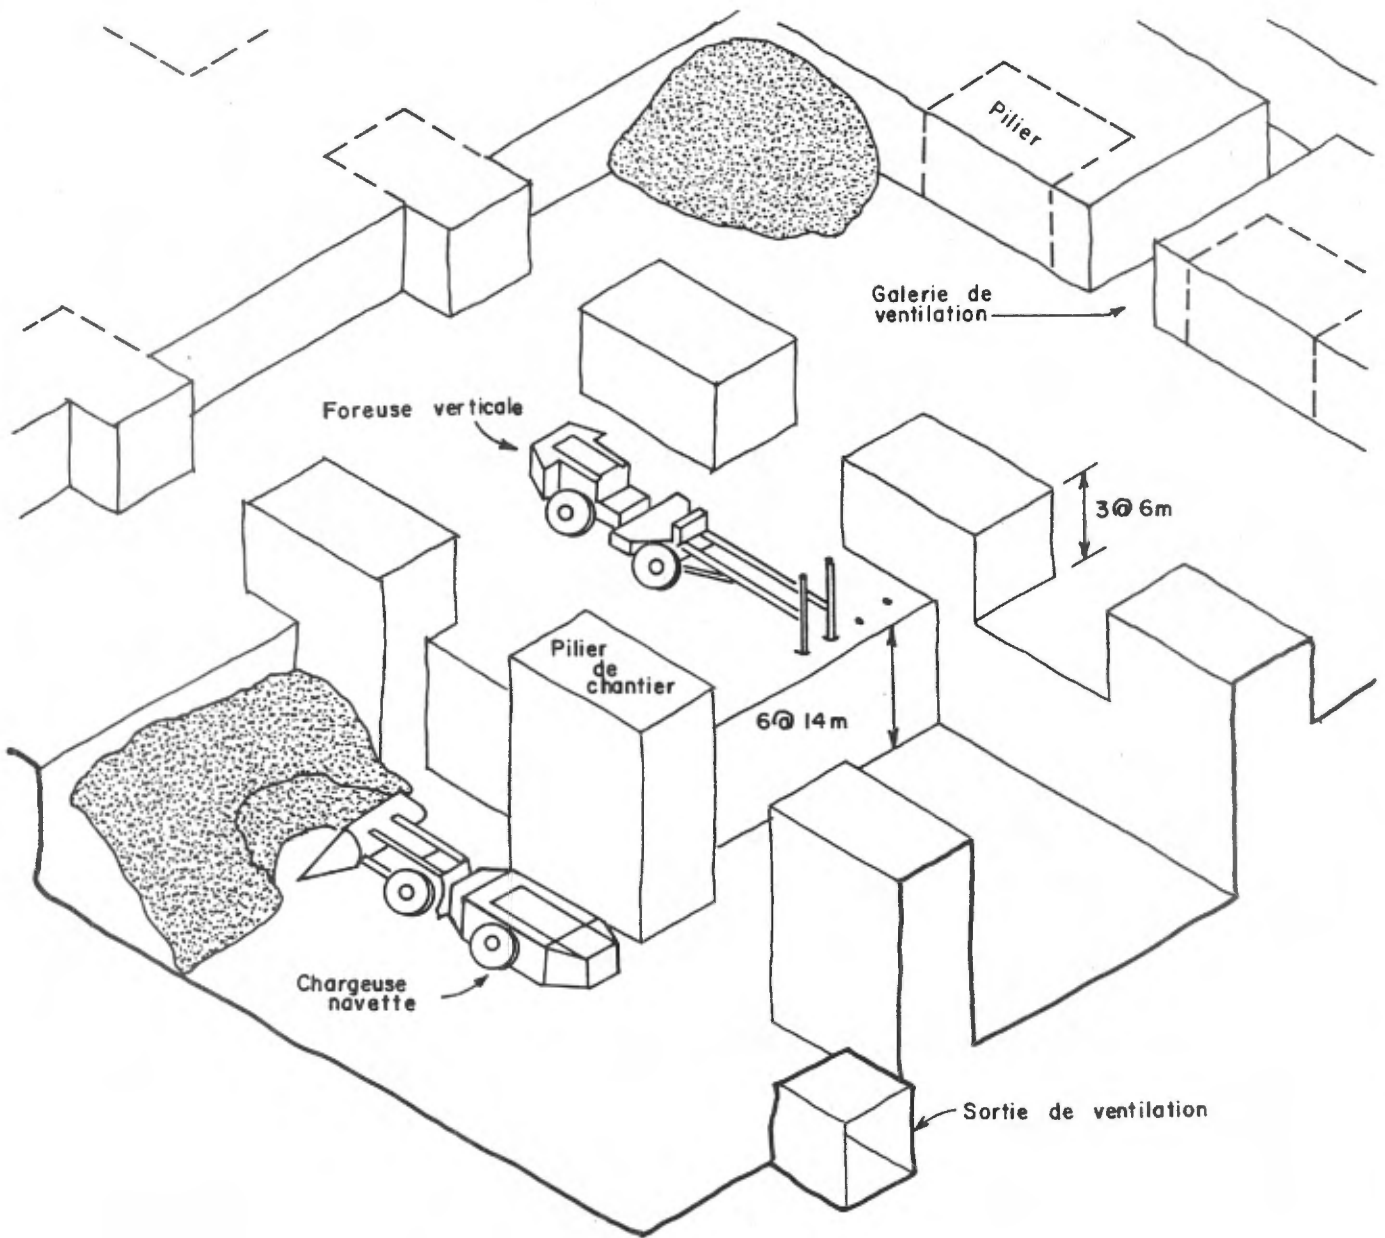 Pilier
Galerie de
ventilation
Foreuse verticale
3@6m
Pilier
de
chantier
6@14m
Chargeuse
navette
Sortie de ventilation